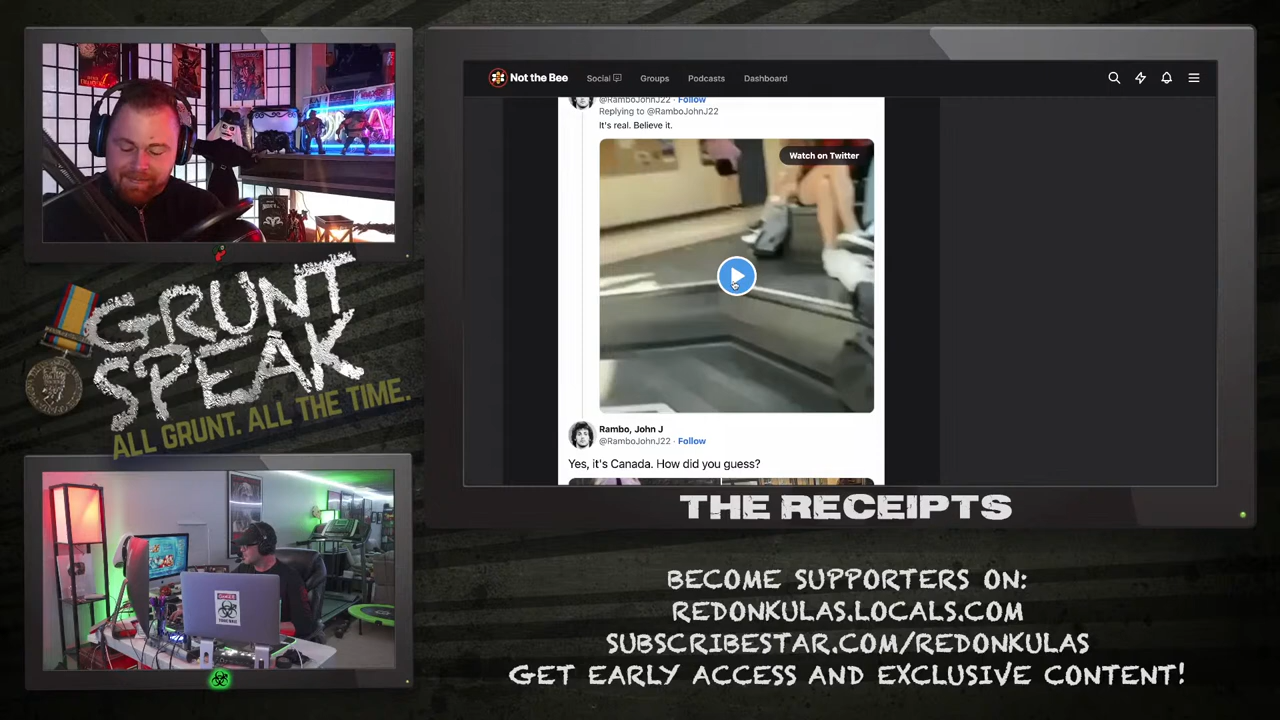 Not the Bee
Social
Groups
Podcasts
Dashboard
@RamboJohnJ22 · Follow
Replying to @RamboJohnJ22
It's real. Believe it.
Watch on Twitter
Rambo, John J
@RamboJohnJ22 · Follow
Yes, it's Canada. How did you guess?
GRUNT
SPEAK
ALL GRUNT. ALL THE TIME.
THE RECEIPTS
BECOME SUPPORTERS ON:
REDONKULAS.LOCALS.COM
SUBSCRIBESTAR.COM/REDONKULAS
GET EARLY ACCESS AND EXCLUSIVE CONTENT!